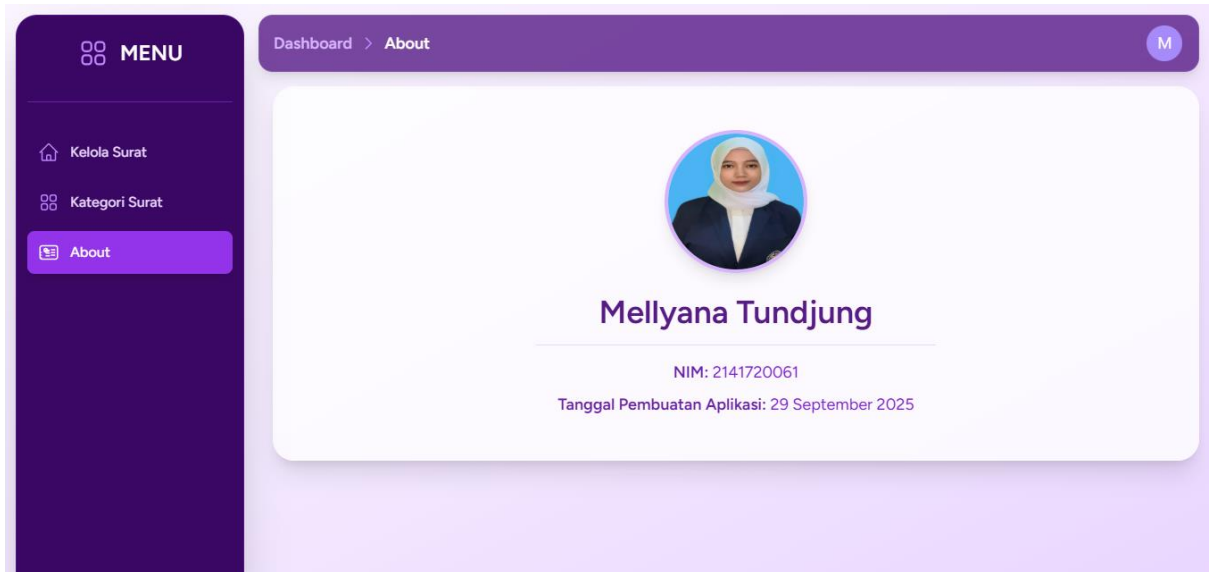 MENU
Kelola Surat
Kategori Surat
About
Dashboard > About
M
Mellyana Tundjung
NIM: 2141720061
Tanggal Pembuatan Aplikasi: 29 September 2025